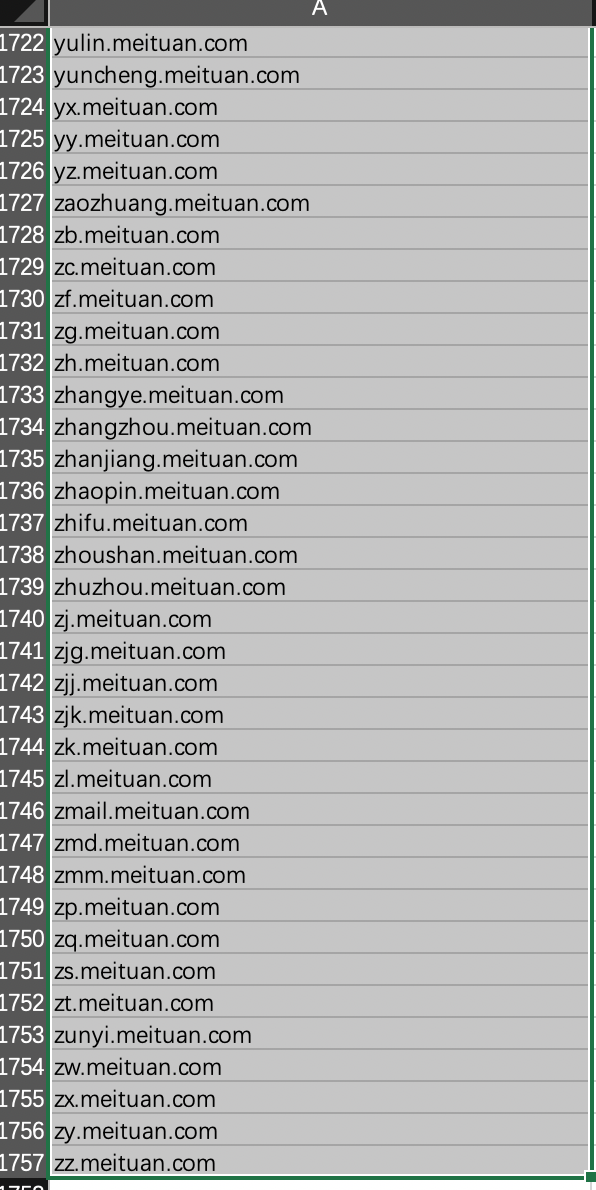 A
1722 yulin.meituan.com
1723 yuncheng.meituan.com
1724 yx.meituan.com
1725 yy.meituan.com
1726 yz.meituan.com
1727 zaozhuang.meituan.com
1728 zb.meituan.com
1729 zc.meituan.com
1730 zf.meituan.com
1731 zg.meituan.com
1732 zh.meituan.com
1733 zhangye.meituan.com
1734 zhangzhou.meituan.com
1735 zhanjiang.meituan.com
1736 zhaopin.meituan.com
1737 zhifu.meituan.com
1738 zhoushan.meituan.com
1739 zhuzhou.meituan.com
1740 zj.meituan.com
1741 zjg.meituan.com
1742 zjj.meituan.com
1743 zjk.meituan.com
1744 zk.meituan.com
1745 zl.meituan.com
1746 zmail.meituan.com
1747 zmd.meituan.com
1748 zmm.meituan.com
1749 zp.meituan.com
1750 zq.meituan.com
1751 zs.meituan.com
1752 zt.meituan.com
1753 zunyi.meituan.com
1754 zw.meituan.com
1755 zx.meituan.com
1756 zy.meituan.com
1757 zz.meituan.com